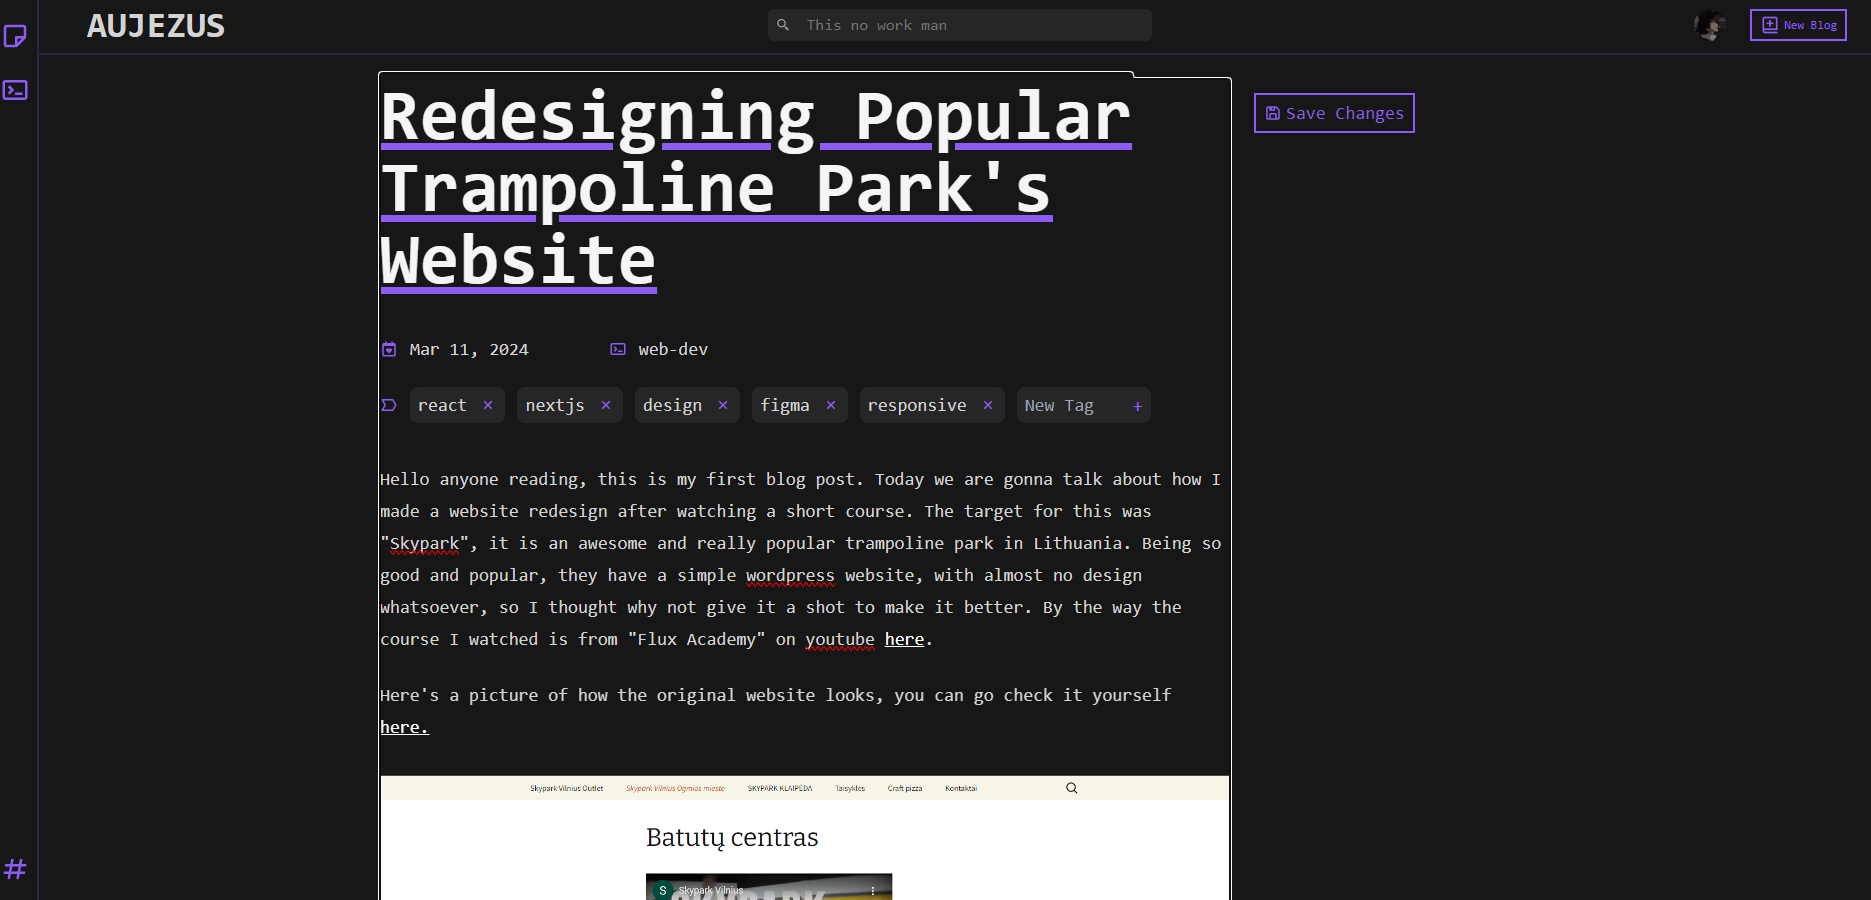 AUJEZUS
This no work man
New Blog
Redesigning Popular
Trampoline Park's
Website
Save Changes
Mar 11, 2024
web-dev
react ×
nextjs ×
design ×
figma ×
responsive ×
New Tag +
Hello anyone reading, this is my first blog post. Today we are gonna talk about how I
made a website redesign after watching a short course. The target for this was
"Skypark", it is an awesome and really popular trampoline park in Lithuania. Being so
good and popular, they have a simple wordpress website, with almost no design
whatsoever, so I thought why not give it a shot to make it better. By the way the
course I watched is from "Flux Academy" on youtube here.
Here's a picture of how the original website looks, you can go check it yourself
here.
Skypark Vilnius Outlet
Skypark Vilnius Ogmios mieste
SKYPARK KLAIPĖDA
Taisyklės
Craft pizza
Kontaktai
Batutų centras
S
Skypark Vilnius
SKYPARK
#